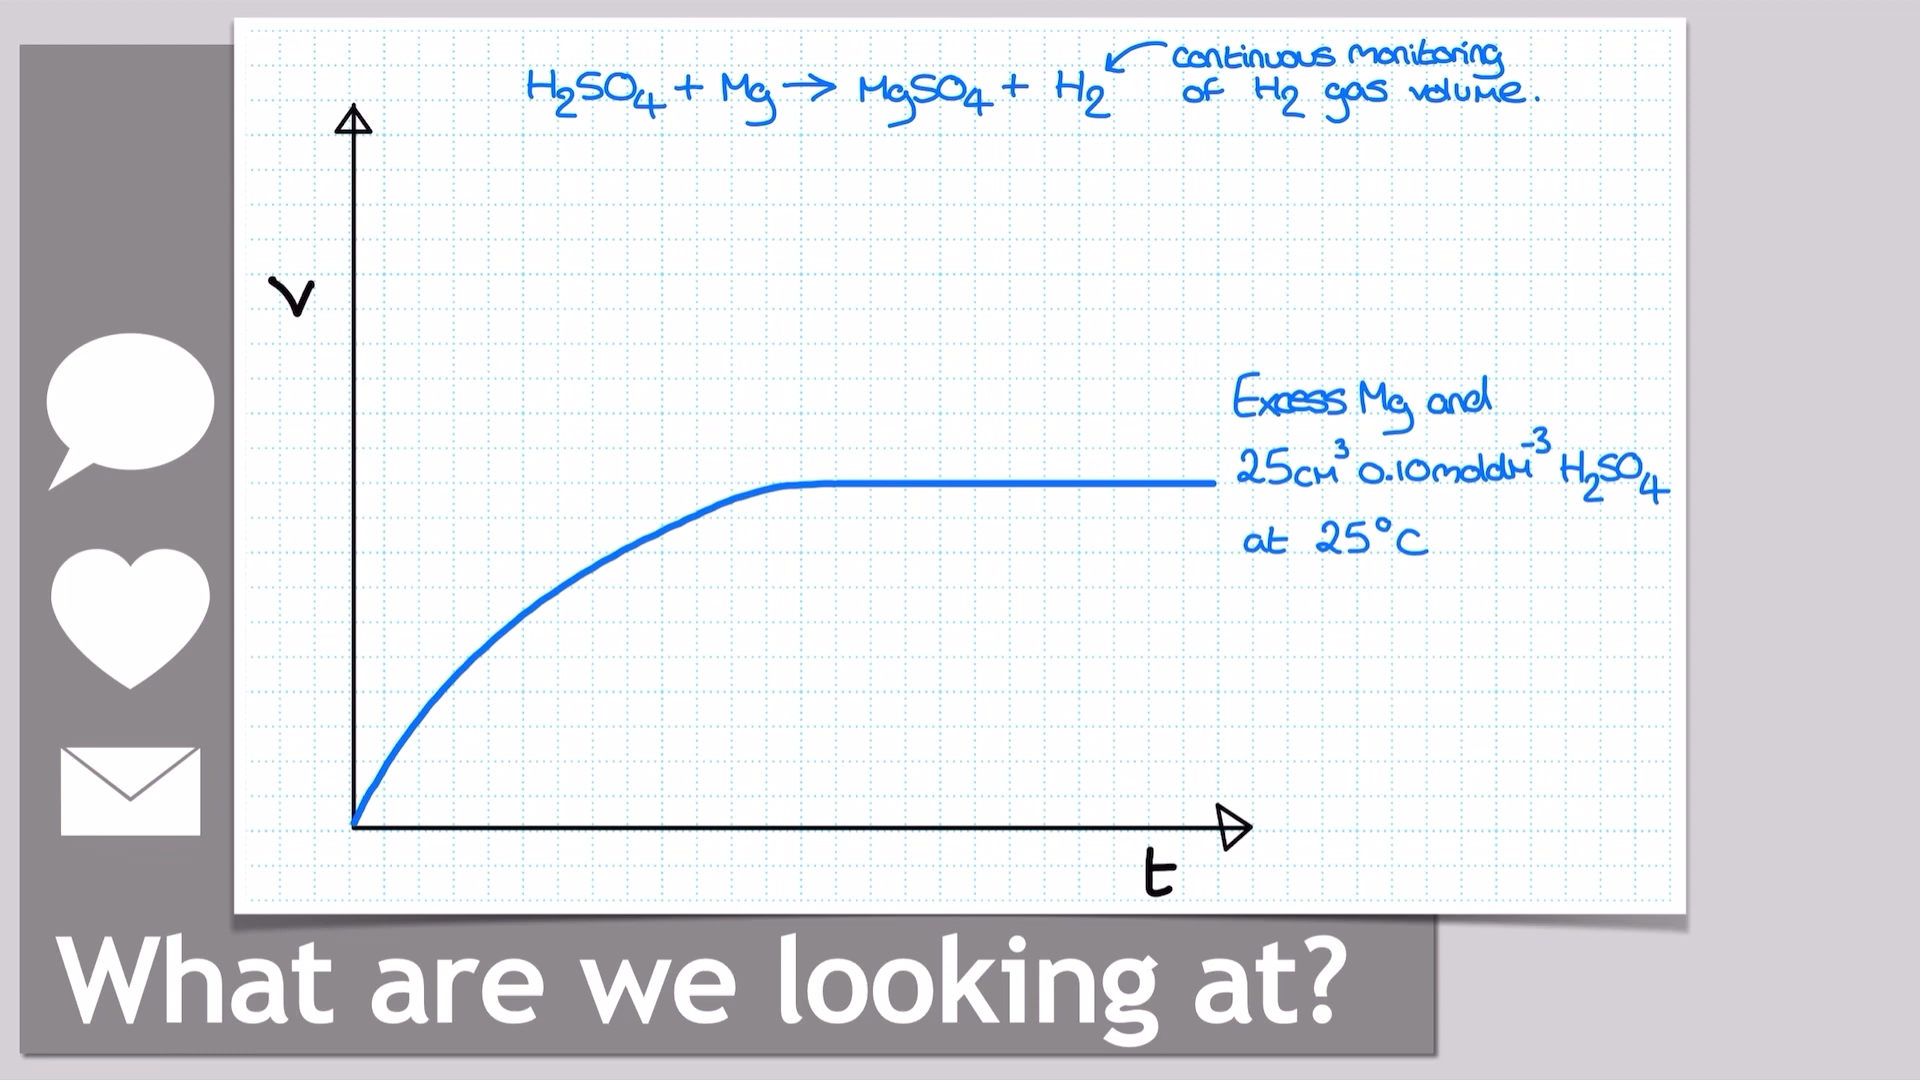 H₂SO₄ + Mg → MgSO₄ + H₂
continuous monitoring
of H₂ gas volume.
V
Excess Mg and
25cm³ 0.10moldm⁻³ H₂SO₄
at 25°C
t
What are we looking at?